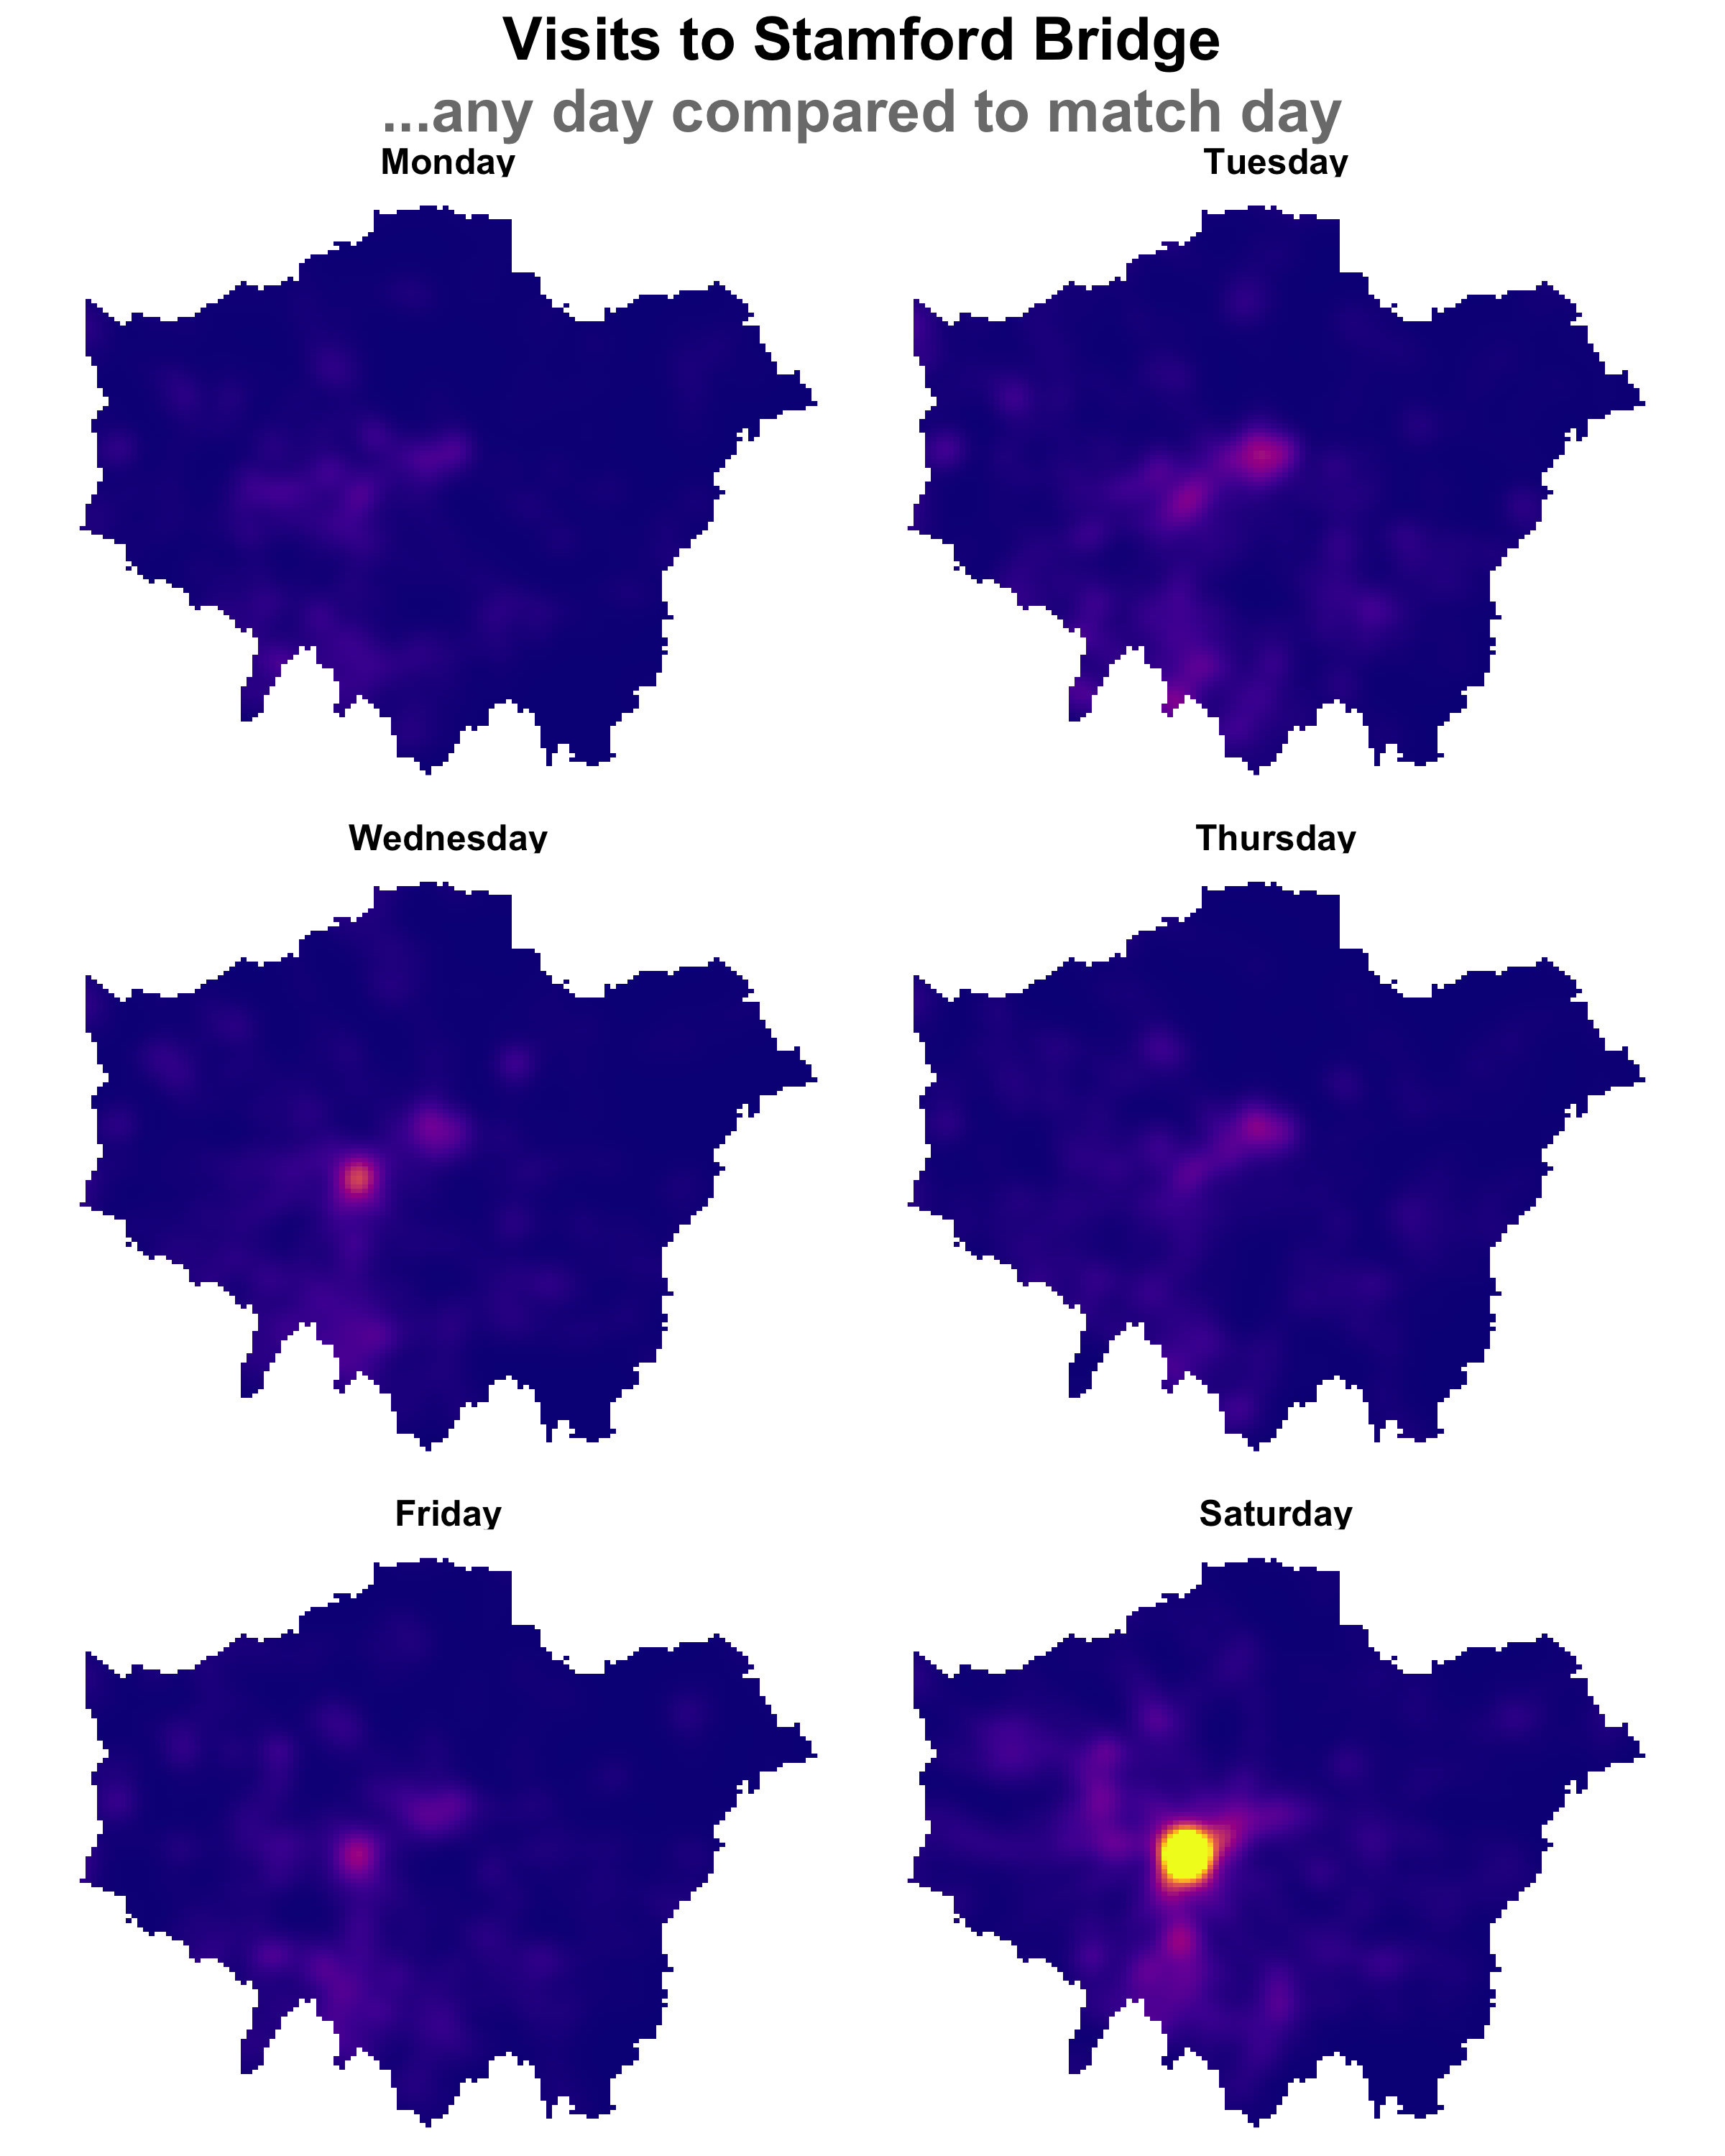 Visits to Stamford Bridge
...any day compared to match day
Monday
Tuesday
Wednesday
Thursday
Friday
Saturday